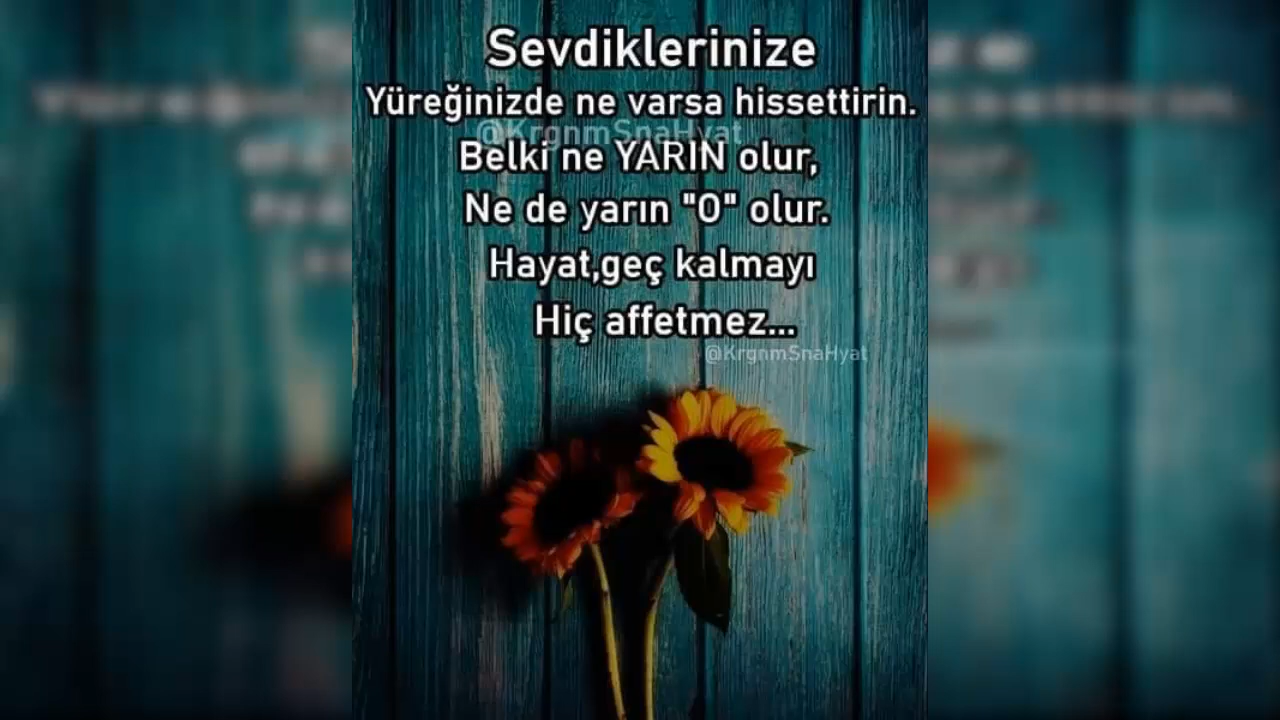 Sevdiklerinize
Yüreğinizde ne varsa hissettirin.
@KrgnmSnaHyat
Belki ne YARIN olur,
Ne de yarın "O" olur.
Hayat,geç kalmayı
Hiç affetmez...
@KrgnmSnaHyat